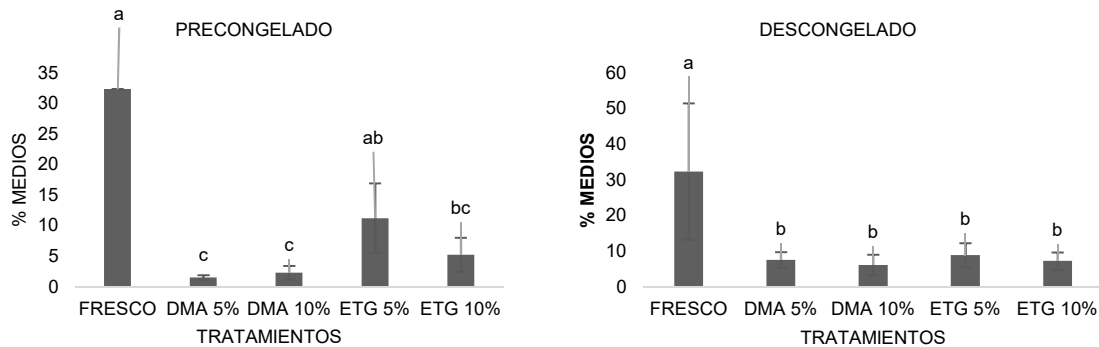 PRECONGELADO
a
35
30
25
20
15
10
5
0
% MEDIOS
c
c
ab
bc
FRESCO DMA 5% DMA 10% ETG 5% ETG 10%
TRATAMIENTOS
DESCONGELADO
a
60
50
40
30
20
10
0
% MEDIOS
b
b
b
b
FRESCO DMA 5% DMA 10% ETG 5% ETG 10%
TRATAMIENTOS